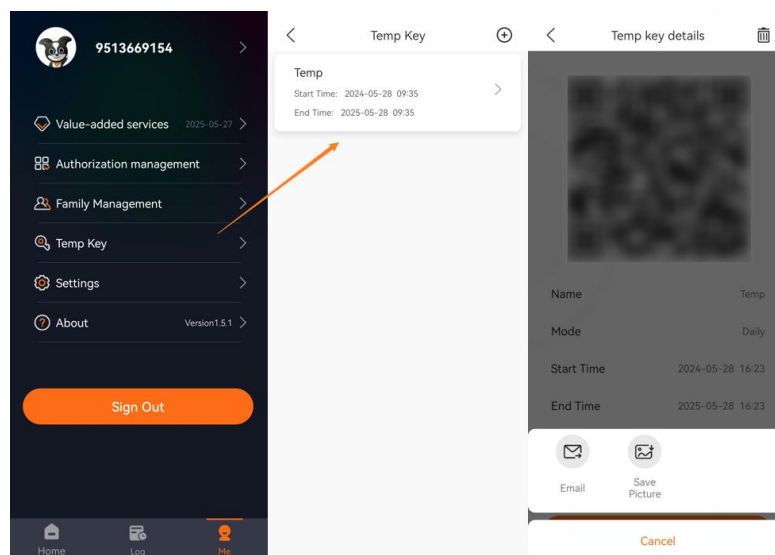 9513669154
Value-added services 2025-05-27
Authorization management
Family Management
Temp Key
Settings
About Version1.5.1
Sign Out
Home Log Me
Temp Key
Temp
Start Time: 2024-05-28 09:35
End Time: 2025-05-28 09:35
Temp key details
Name Temp
Mode Daily
Start Time 2024-05-28 16:23
End Time 2025-05-28 16:23
Email
Save
Picture
Cancel